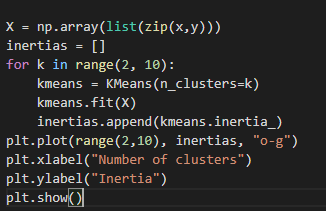 X = np.array(list(zip(x,y)))
inertias = []
for k in range(2, 10):
    kmeans = KMeans(n_clusters=k)
    kmeans.fit(X)
    inertias.append(kmeans.inertia_)
plt.plot(range(2,10), inertias, "o-g")
plt.xlabel("Number of clusters")
plt.ylabel("Inertia")
plt.show()